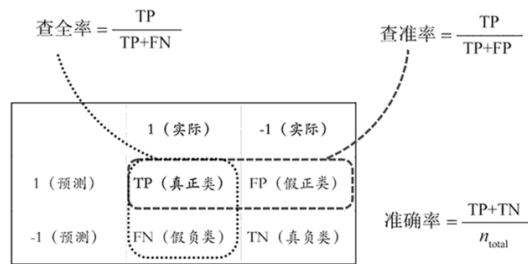 查全率 = TP / TP+FN
查准率 = TP / TP+FP
1（实际） -1（实际）
1（预测） TP（真正类） FP（假正类）
-1（预测） FN（假负类） TN（真负类）
准确率 = TP+TN / n_total